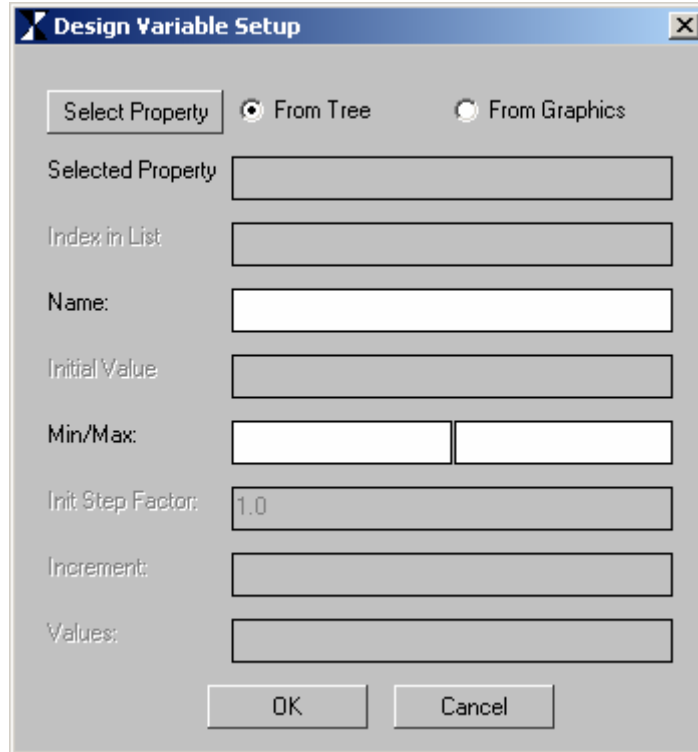 Design Variable Setup
Select Property From Tree From Graphics
Selected Property
Index in List
Name:
Initial Value
Min/Max:
Init Step Factor: 1.0
Increment:
Values:
OK Cancel